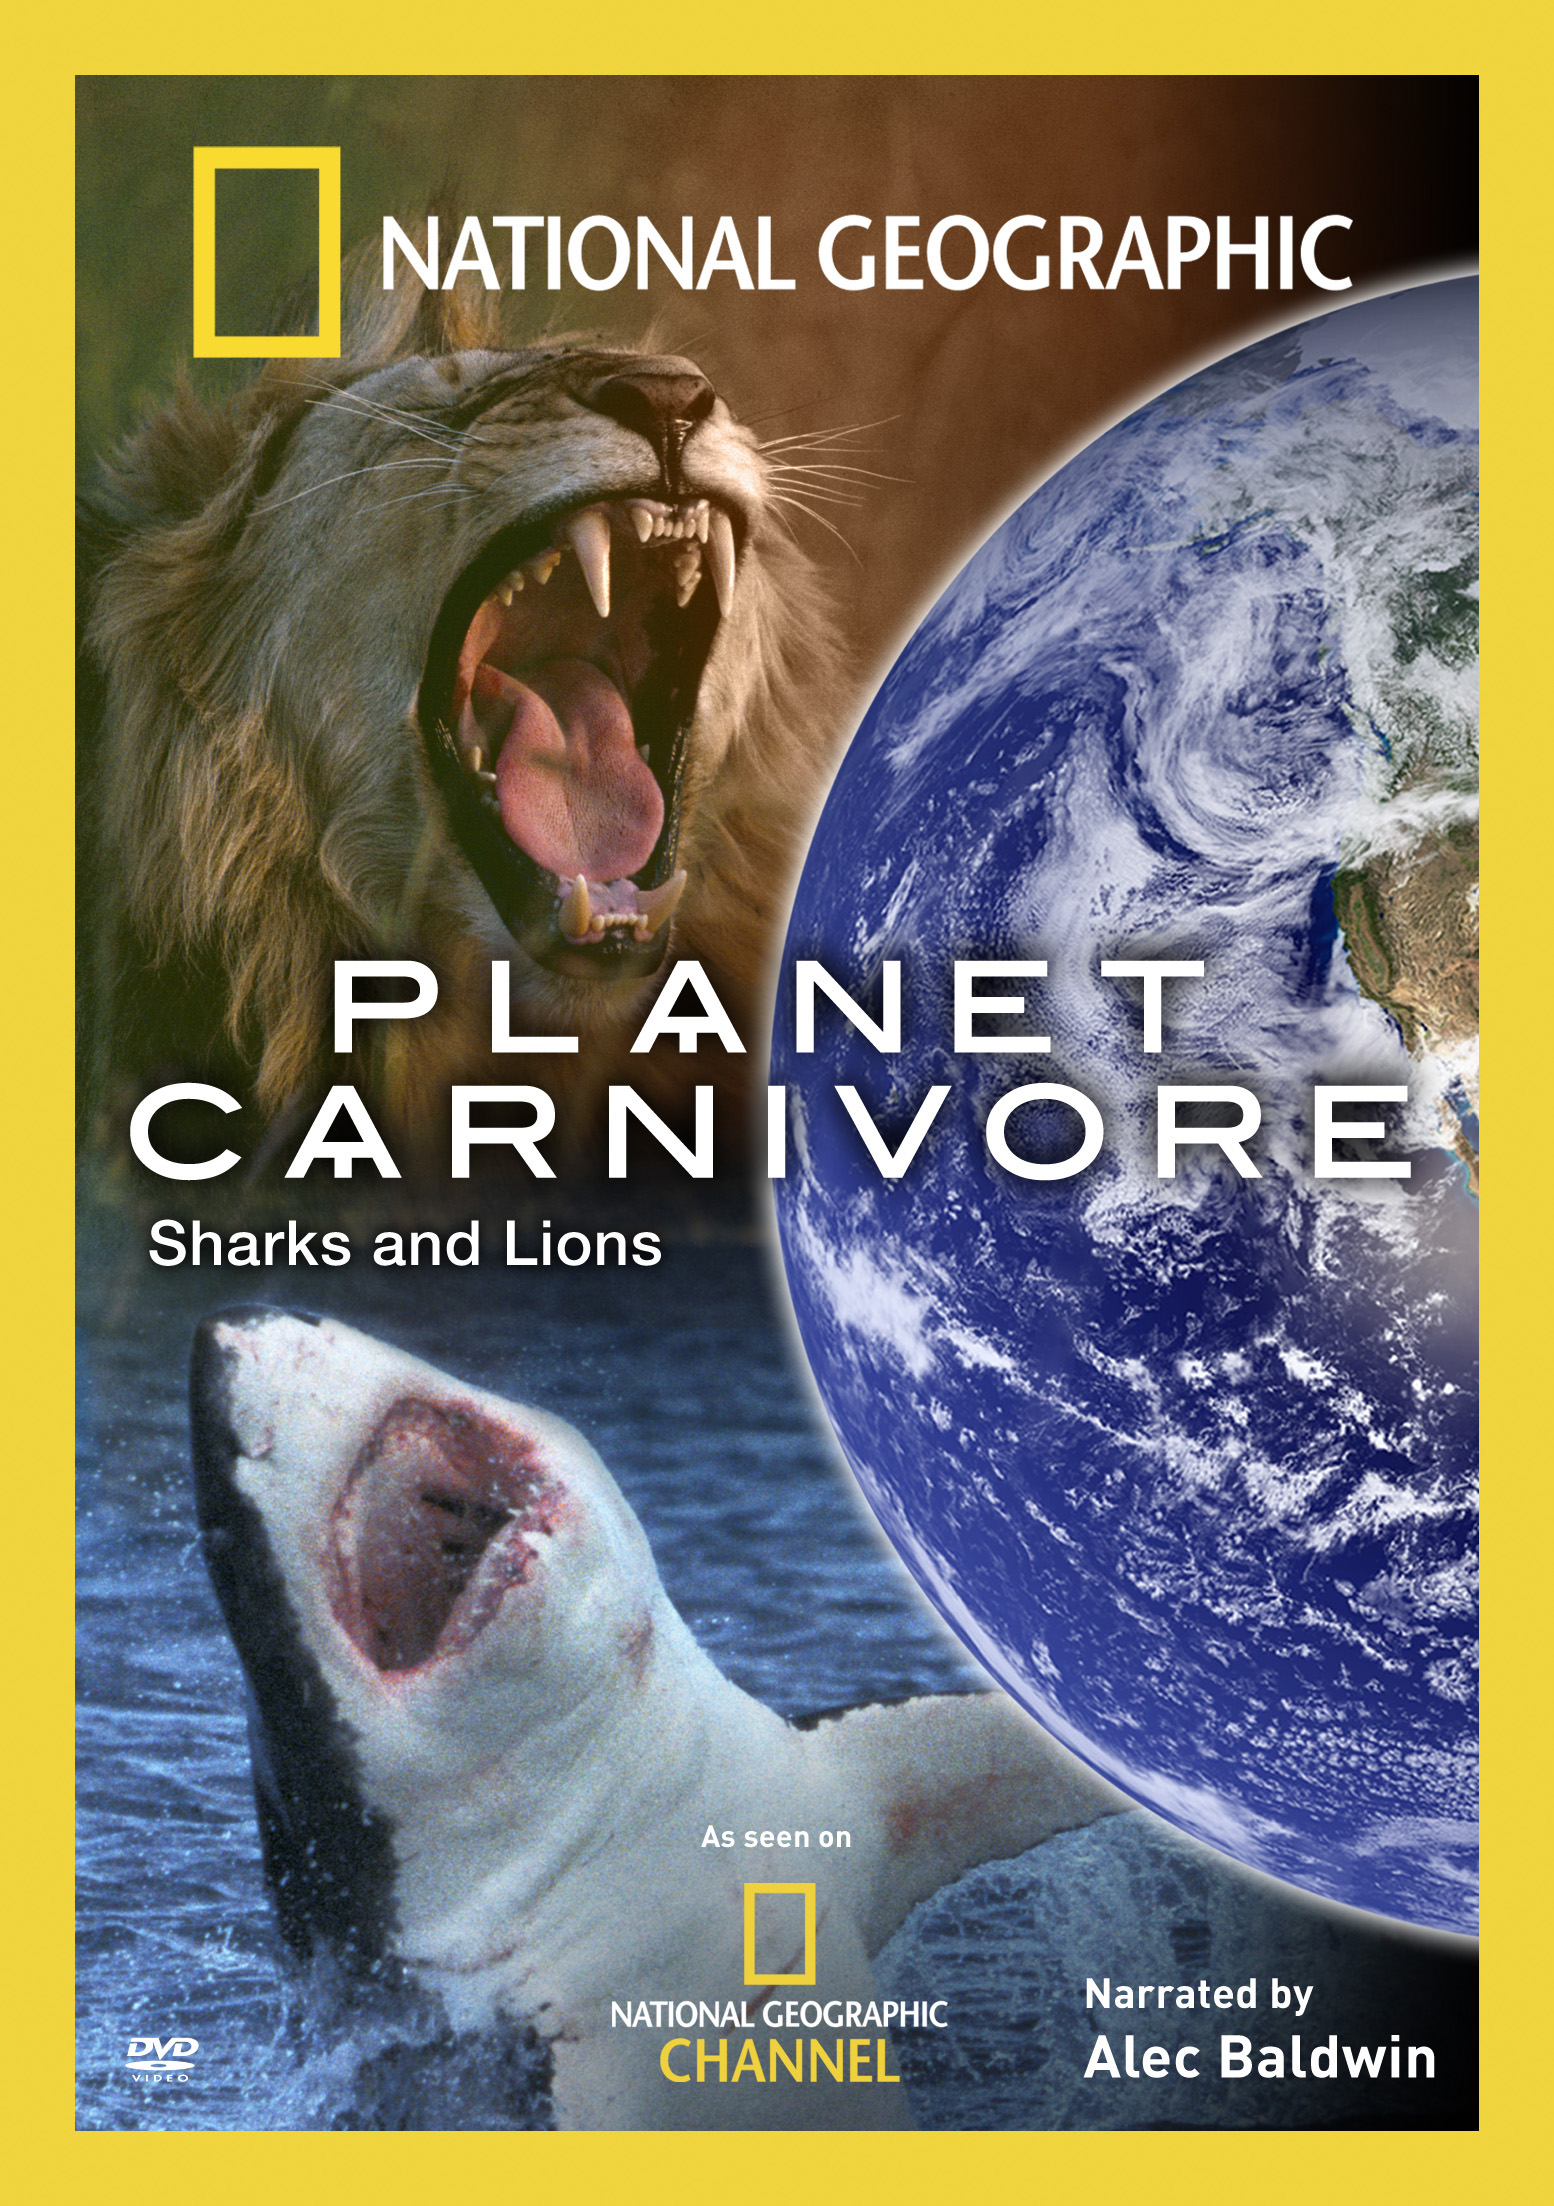 NATIONAL GEOGRAPHIC
PLANET
CARNIVORE
Sharks and Lions
As seen on
NATIONAL GEOGRAPHIC
CHANNEL
Narrated by
Alec Baldwin
DVD
VIDEO